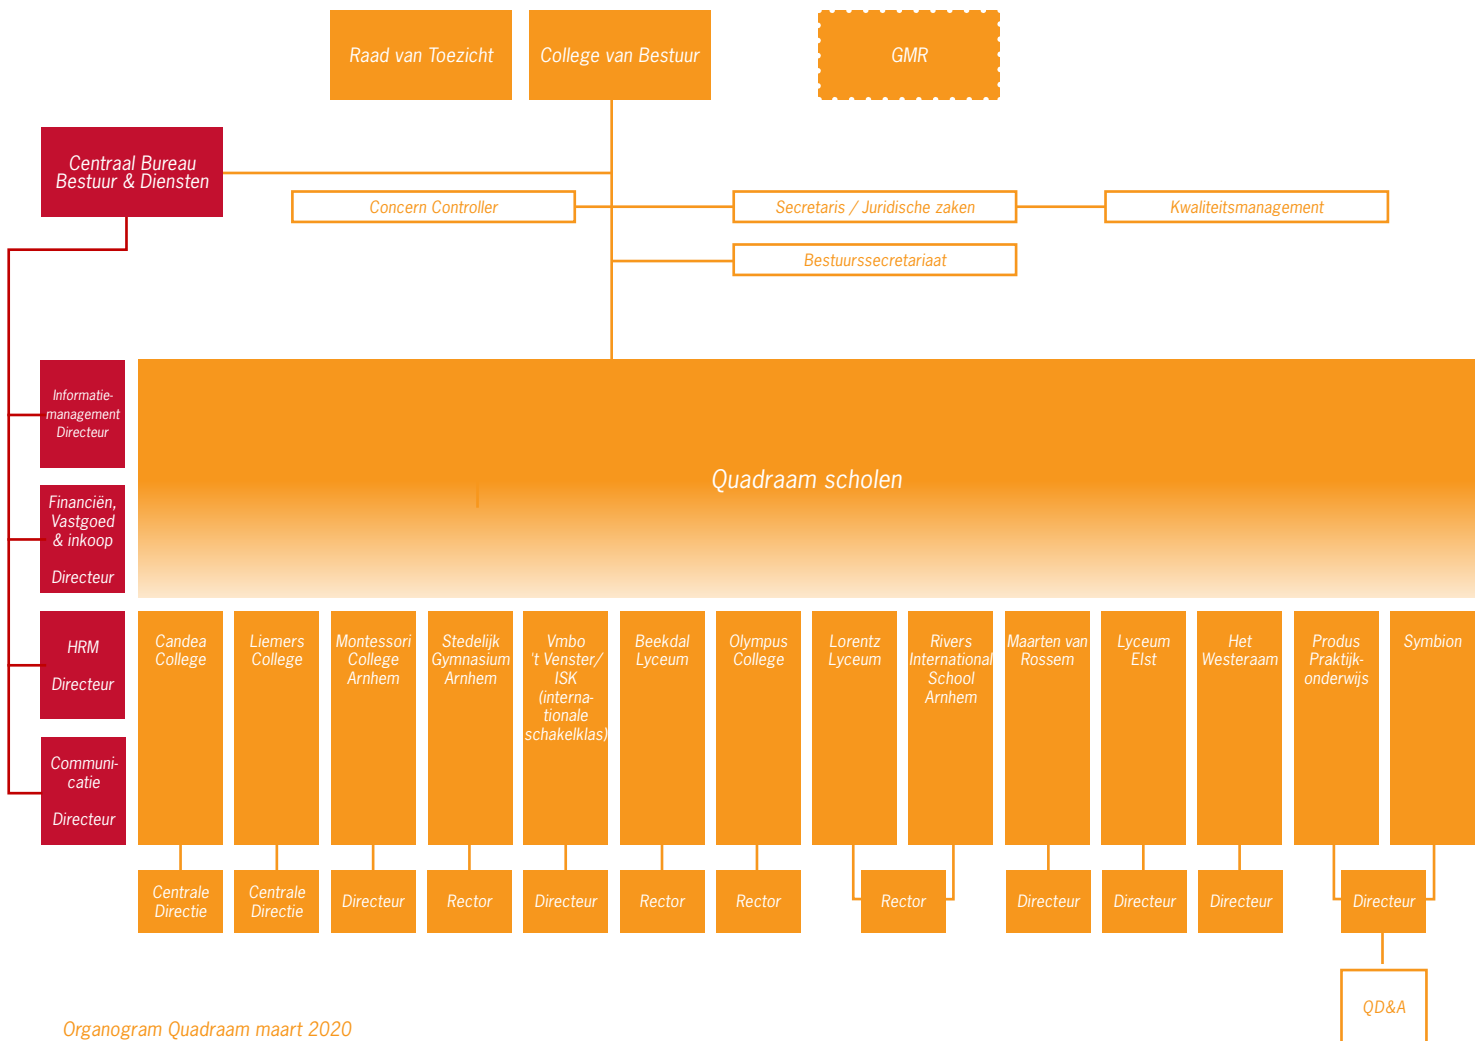 Raad van Toezicht
College van Bestuur
GMR
Centraal Bureau
Bestuur & Diensten
Concern Controller
Secretaris / Juridische zaken
Kwaliteitsmanagement
Bestuurssecretariaat
Informatie-
management
Directeur
Financiën,
Vastgoed
& inkoop
Directeur
HRM
Directeur
Communi-
catie
Directeur
Quadraam scholen
Candea
College
Liemers
College
Montessori
College
Arnhem
Stedelijk
Gymnasium
Arnhem
Vmbo
't Venster/
ISK
(interna-
tionale
schakelklas)
Beekdal
Lyceum
Olympus
College
Lorentz
Lyceum
Rivers
International
School
Arnhem
Maarten van
Rossem
Lyceum
Elst
Het
Westeraam
Produs
Praktijk-
onderwijs
Symbion
Centrale
Directie
Centrale
Directie
Directeur
Rector
Directeur
Rector
Rector
Rector
Directeur
Directeur
Directeur
Directeur
QD&A
Organogram Quadraam maart 2020